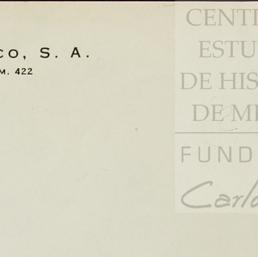 CO, S. A.
M. 422
CENT
ESTU
DE HIS
DE M
FUND
Carlo